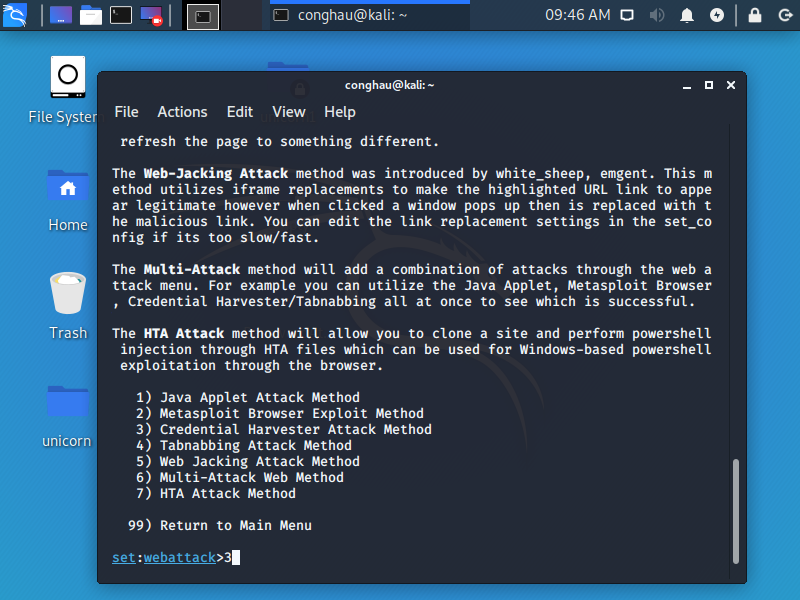 09:46 AM
conghau@kali: ~
File System
Home
Trash
unicorn
conghau@kali: ~
File Actions Edit View Help
refresh the page to something different.
The Web-Jacking Attack method was introduced by white_sheep, emgent. This m
ethod utilizes iframe replacements to make the highlighted URL link to appe
ar legitimate however when clicked a window pops up then is replaced with t
he malicious link. You can edit the link replacement settings in the set_co
nfig if its too slow/fast.
The Multi-Attack method will add a combination of attacks through the web a
ttack menu. For example you can utilize the Java Applet, Metasploit Browser
, Credential Harvester/Tabnabbing all at once to see which is successful.
The HTA Attack method will allow you to clone a site and perform powershell
injection through HTA files which can be used for Windows-based powershell
exploitation through the browser.
1) Java Applet Attack Method
2) Metasploit Browser Exploit Method
3) Credential Harvester Attack Method
4) Tabnabbing Attack Method
5) Web Jacking Attack Method
6) Multi-Attack Web Method
7) HTA Attack Method
99) Return to Main Menu
set:webattack>3